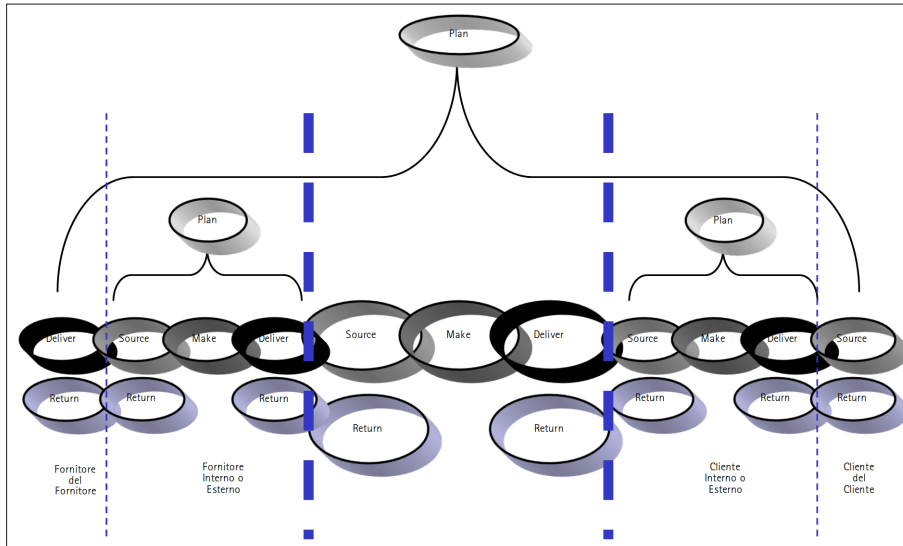 Plan
Plan
Plan
Deliver
Source
Make
Deliver
Source
Make
Deliver
Source
Make
Deliver
Source
Return
Return
Return
Return
Return
Return
Return
Return
Fornitore
del
Fornitore
Fornitore
Interno o
Esterno
Cliente
Interno o
Esterno
Cliente
del
Cliente